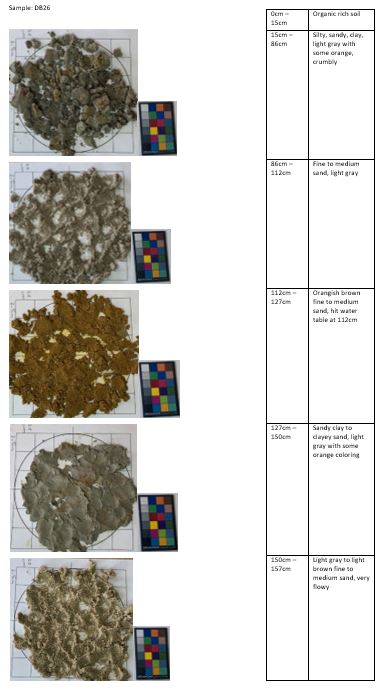 Sample: DB26
0cm –
15cm
Organic rich soil
15cm –
86cm
Silty, sandy, clay,
light gray with
some orange,
crumbly
86cm –
112cm
Fine to medium
sand, light gray
112cm –
127cm
Orangish brown
fine to medium
sand, hit water
table at 112cm
127cm –
150cm
Sandy clay to
clayey sand, light
gray with some
orange coloring
150cm –
157cm
Light gray to light
brown fine to
medium sand, very
flowy